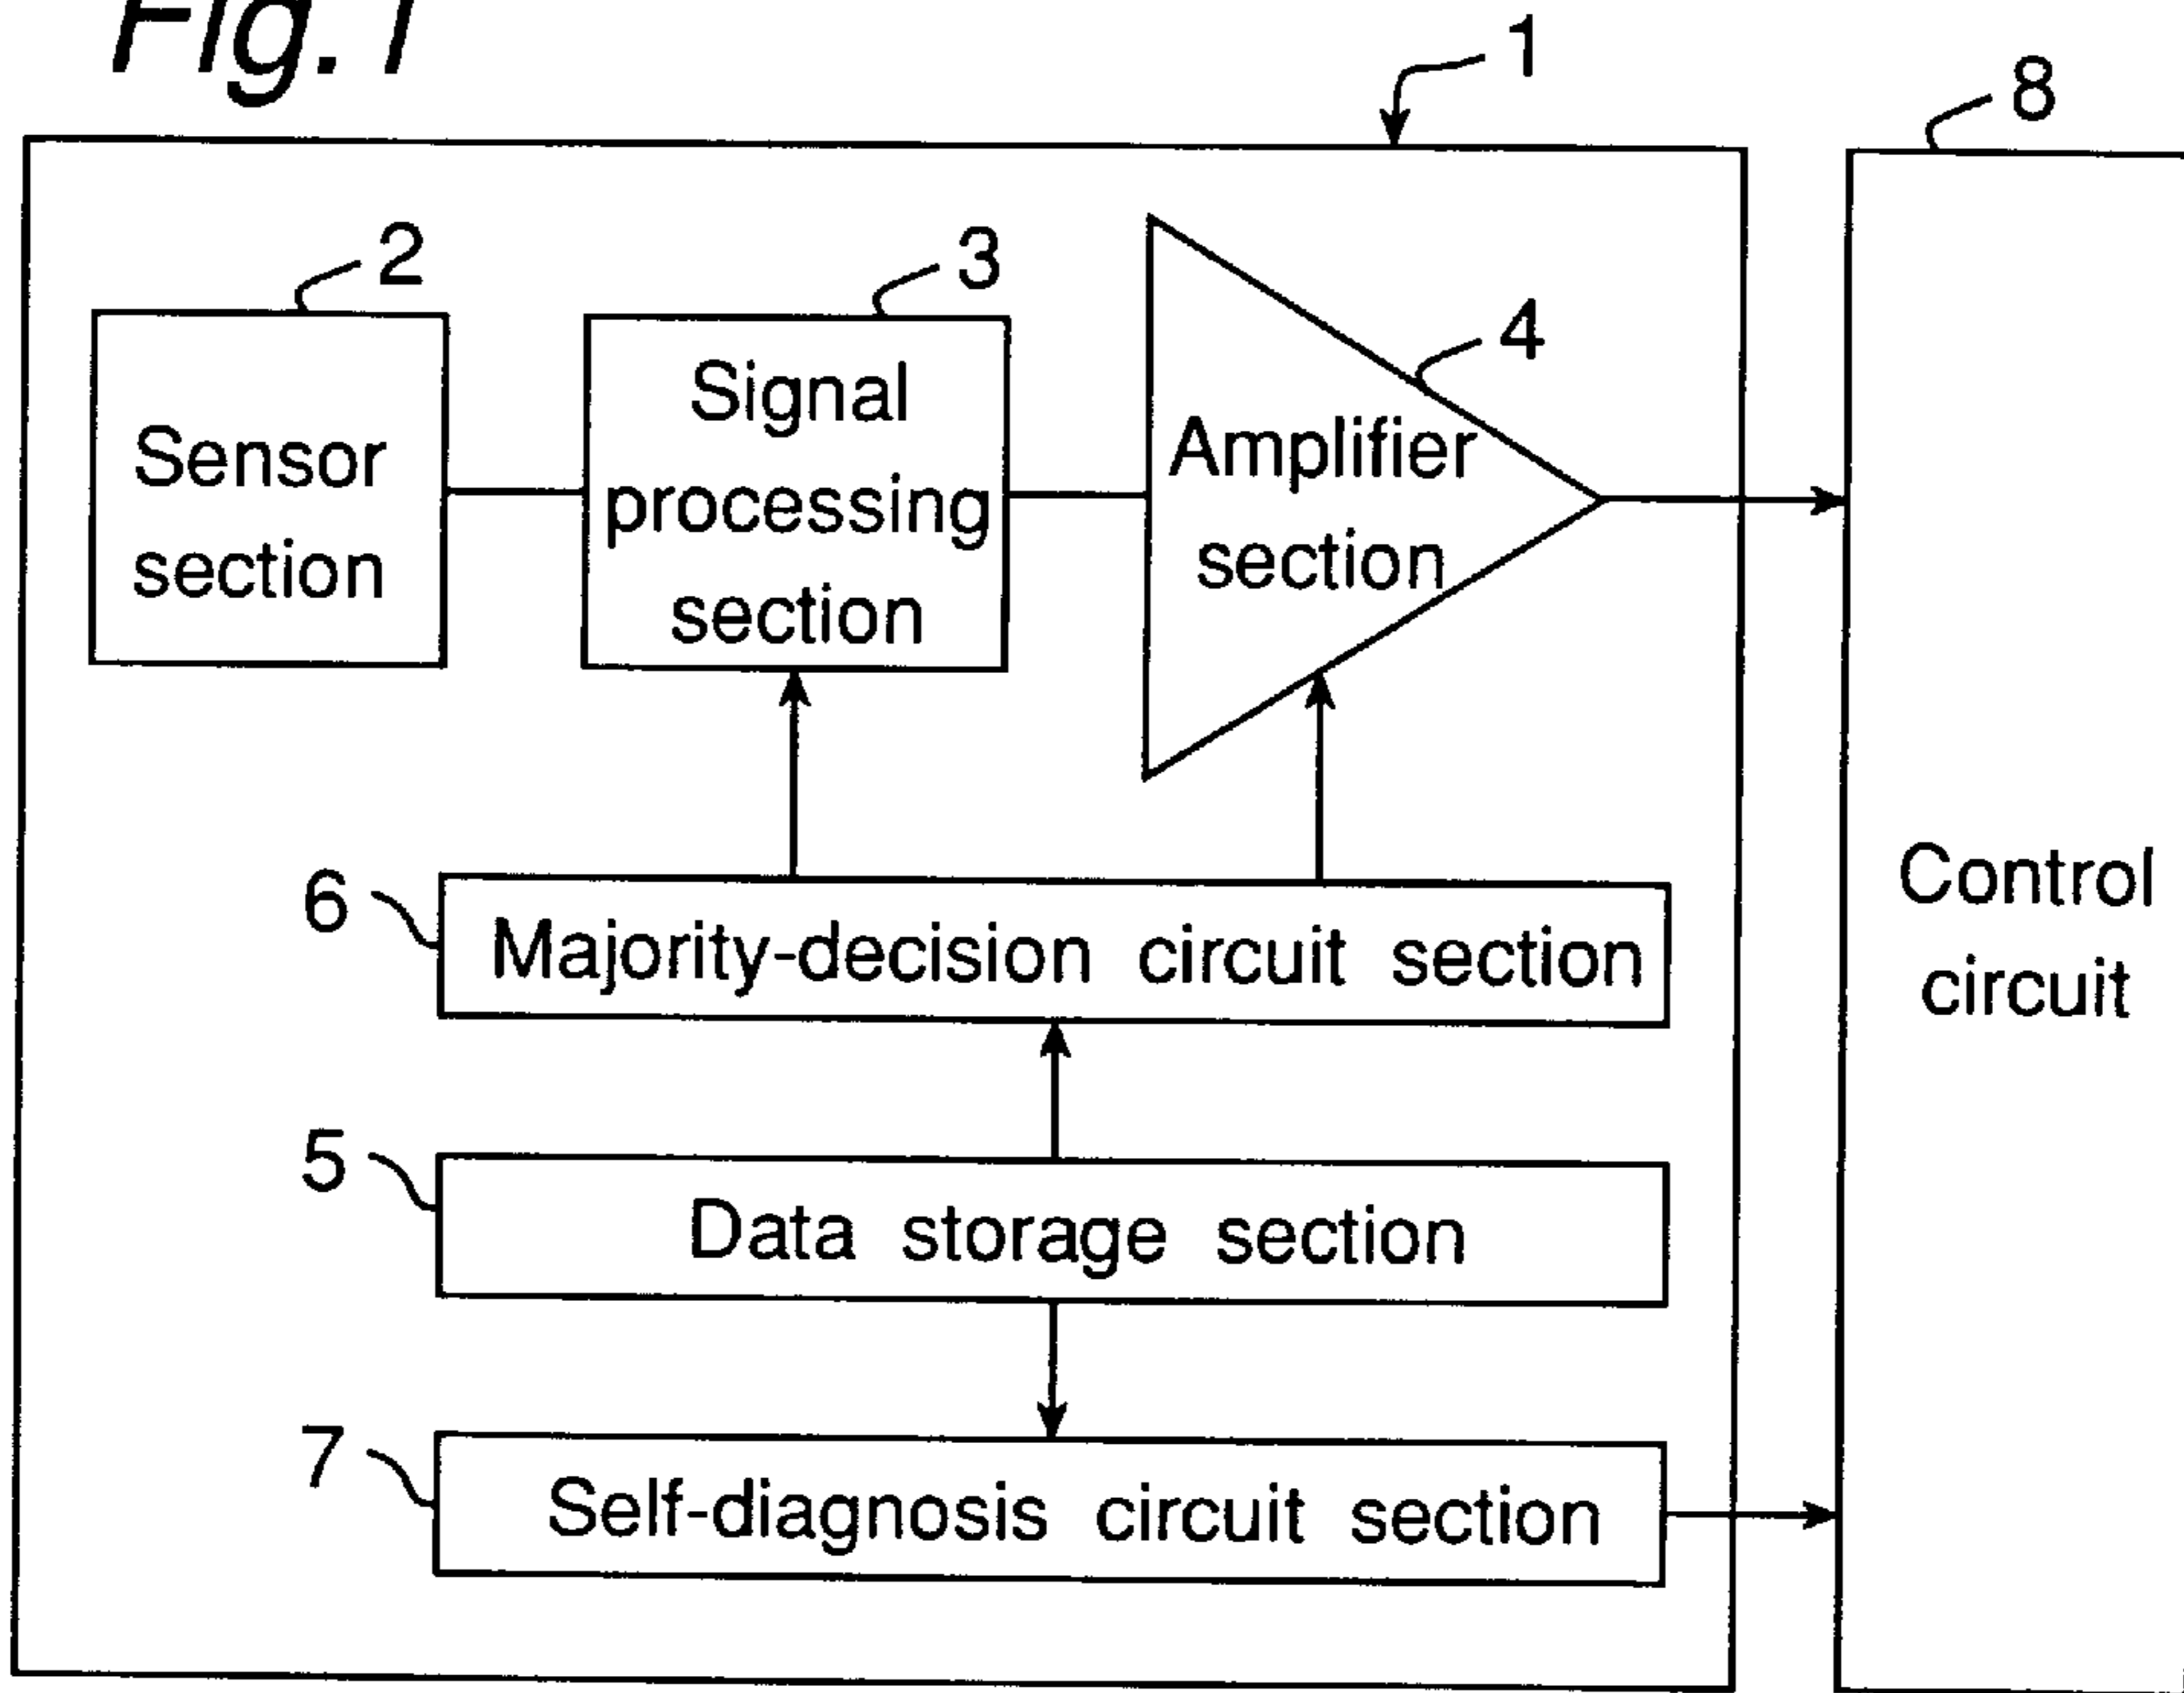 Fig.1
1
8
2
3
4
Sensor
section
Signal
processing
section
Amplifier
section
6
Majority-decision circuit section
Control
circuit
5
Data storage section
7
Self-diagnosis circuit section